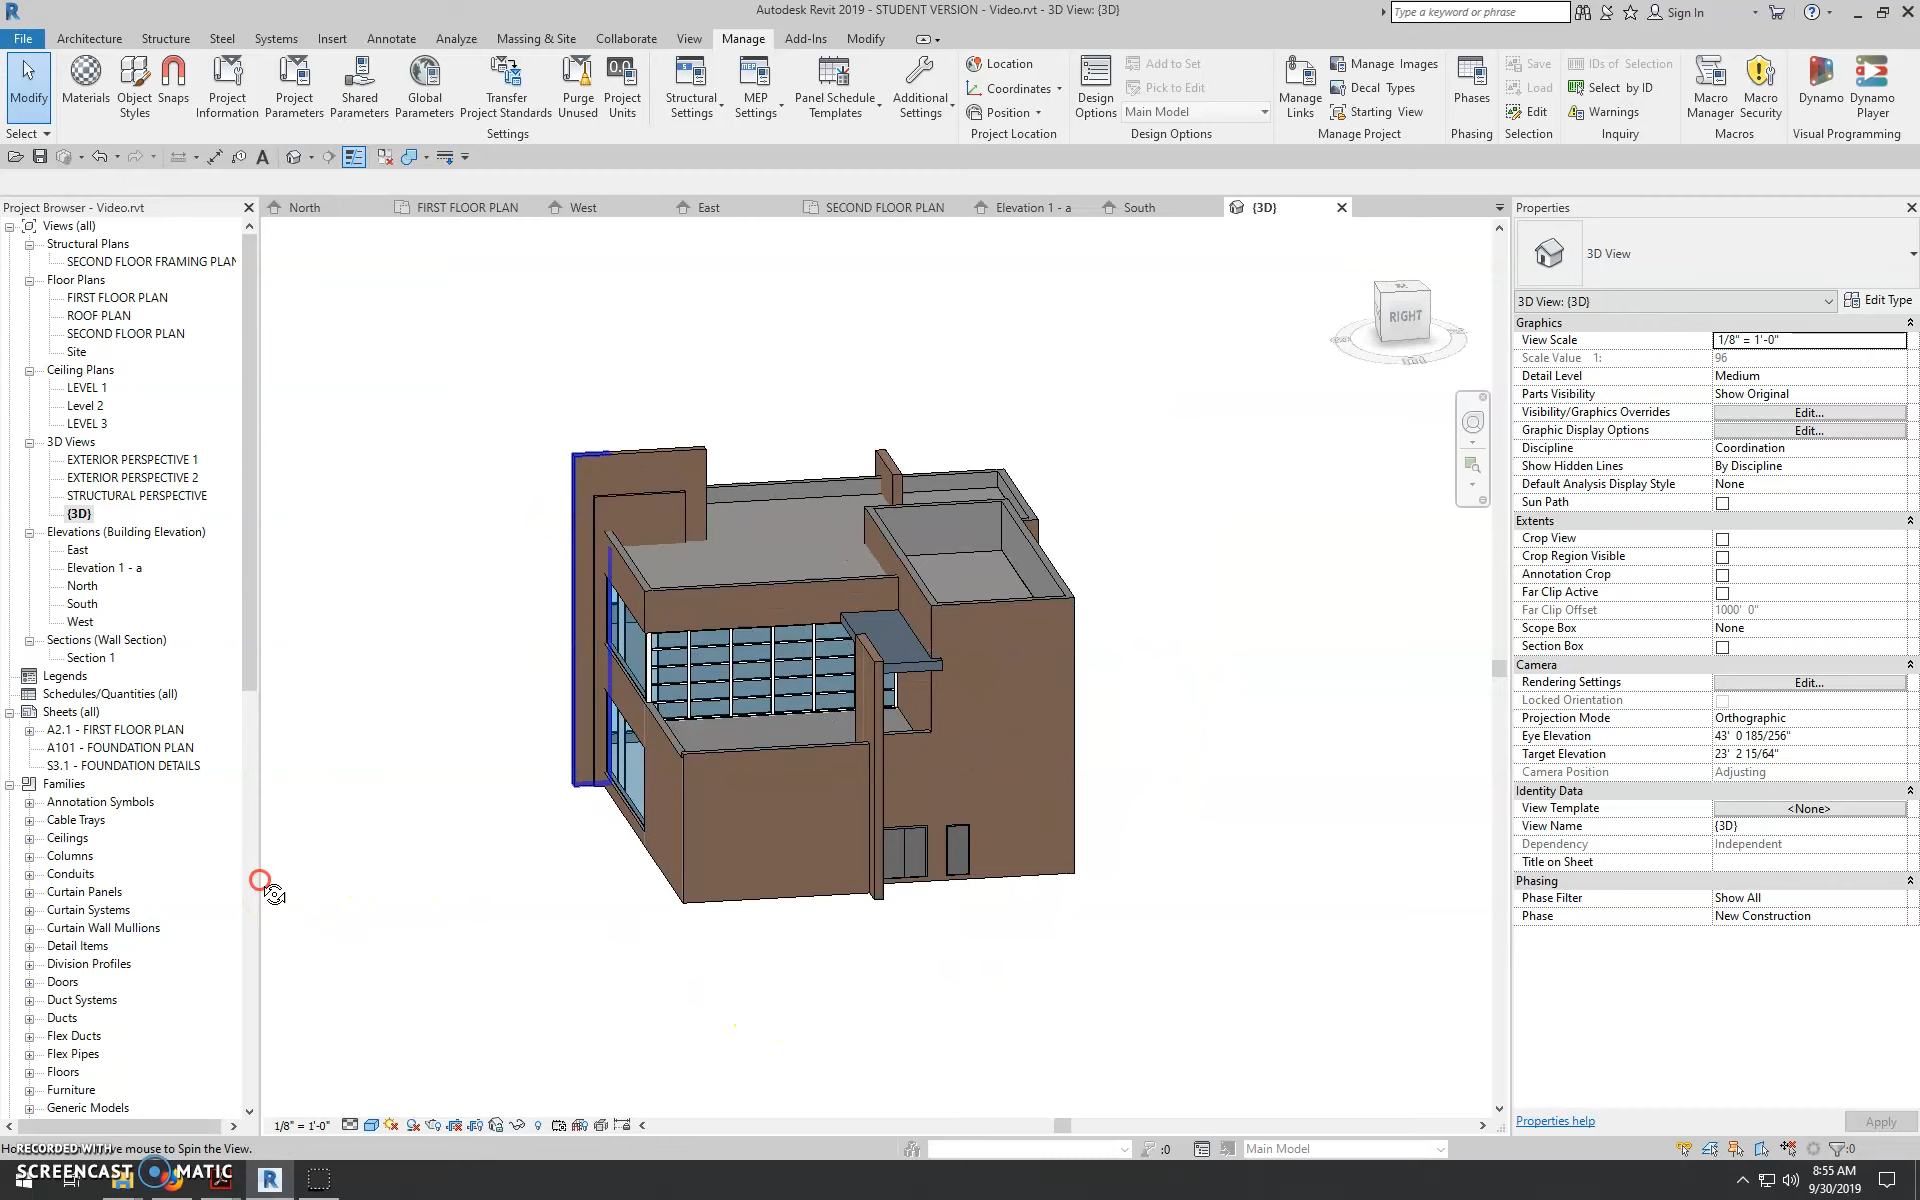 Autodesk Revit 2019 - STUDENT VERSION - Video.rvt - 3D View: {3D}
Type a keyword or phrase
Sign In
File Architecture Structure Steel Systems Insert Annotate Analyze Massing & Site Collaborate View Manage Add-Ins Modify
Modify
Materials
Object Styles
Snaps
Project Information
Project Parameters
Shared Parameters
Global Parameters
Transfer Project Standards
Purge Unused
Project Units
Structural Settings
MEP Settings
Panel Schedule Templates
Additional Settings
Location
Coordinates
Position
Design Options
Add to Set
Pick to Edit
Main Model
Manage Links
Manage Images
Decal Types
Starting View
Phases
Save
Load
Edit
IDs of Selection
Select by ID
Warnings
Macro Manager
Macro Security
Dynamo
Dynamo Player
Select
Settings
Project Location
Design Options
Manage Project
Phasing
Selection
Inquiry
Macros
Visual Programming
Project Browser - Video.rvt
North
FIRST FLOOR PLAN
West
East
SECOND FLOOR PLAN
Elevation 1 - a
South
{3D}
Views (all)
Structural Plans
SECOND FLOOR FRAMING PLAN
Floor Plans
FIRST FLOOR PLAN
ROOF PLAN
SECOND FLOOR PLAN
Site
Ceiling Plans
LEVEL 1
Level 2
LEVEL 3
3D Views
EXTERIOR PERSPECTIVE 1
EXTERIOR PERSPECTIVE 2
STRUCTURAL PERSPECTIVE
{3D}
Elevations (Building Elevation)
East
Elevation 1 - a
North
South
West
Sections (Wall Section)
Section 1
Legends
Schedules/Quantities (all)
Sheets (all)
A2.1 - FIRST FLOOR PLAN
A101 - FOUNDATION PLAN
S3.1 - FOUNDATION DETAILS
Families
Annotation Symbols
Cable Trays
Ceilings
Columns
Conduits
Curtain Panels
Curtain Systems
Curtain Wall Mullions
Detail Items
Division Profiles
Doors
Duct Systems
Ducts
Flex Ducts
Flex Pipes
Floors
Furniture
Generic Models
RIGHT
Properties
3D View
3D View: {3D}
Edit Type
Graphics
View Scale 1/8" = 1'-0"
Scale Value 1: 96
Detail Level Medium
Parts Visibility Show Original
Visibility/Graphics Overrides Edit...
Graphic Display Options Edit...
Discipline Coordination
Show Hidden Lines By Discipline
Default Analysis Display Style None
Sun Path
Extents
Crop View
Crop Region Visible
Annotation Crop
Far Clip Active
Far Clip Offset 1000' 0"
Scope Box None
Section Box
Camera
Rendering Settings Edit...
Locked Orientation
Projection Mode Orthographic
Eye Elevation 43' 0 185/256"
Target Elevation 23' 2 15/64"
Camera Position Adjusting
Identity Data
View Template <None>
View Name {3D}
Dependency Independent
Title on Sheet
Phasing
Phase Filter Show All
Phase New Construction
Properties help
Apply
1/8" = 1'-0"
ve mouse to Spin the View.
:0
Main Model
:0
RECORDED WITH
SCREENCAST MATIC
8:55 AM
9/30/2019